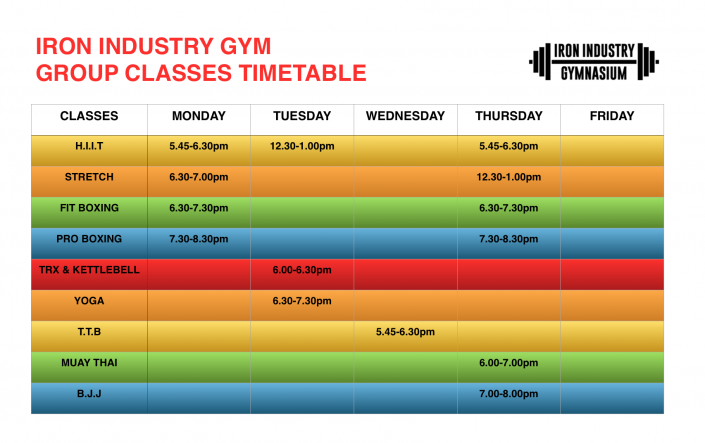 IRON INDUSTRY GYM
GROUP CLASSES TIMETABLE
IRON INDUSTRY
GYMNASIUM
CLASSES MONDAY TUESDAY WEDNESDAY THURSDAY FRIDAY
H.I.I.T 5.45-6.30pm 12.30-1.00pm 5.45-6.30pm
STRETCH 6.30-7.00pm 12.30-1.00pm
FIT BOXING 6.30-7.30pm 6.30-7.30pm
PRO BOXING 7.30-8.30pm 7.30-8.30pm
TRX & KETTLEBELL 6.00-6.30pm
YOGA 6.30-7.30pm
T.T.B 5.45-6.30pm
MUAY THAI 6.00-7.00pm
B.J.J 7.00-8.00pm